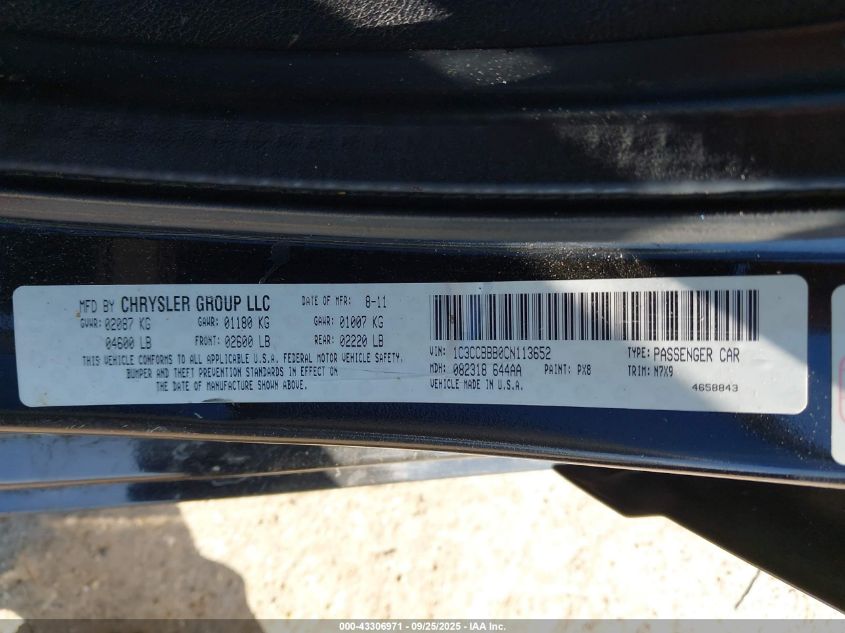 MFD BY CHRYSLER GROUP LLC DATE OF MFR: 8-11
GVWR: 02087 KG GAWR: 01180 KG GAWR: 01007 KG
04600 LB FRONT: 02600 LB REAR: 02220 LB
THIS VEHICLE CONFORMS TO ALL APPLICABLE U.S.A. FEDERAL MOTOR VEHICLE SAFETY,
BUMPER AND THEFT PREVENTION STANDARDS IN EFFECT ON
THE DATE OF MANUFACTURE SHOWN ABOVE.
VIN: 1C3CCBBB0CN113652 TYPE: PASSENGER CAR
MDH: 082318 644AA PAINT: PX8 TRIM: M7X9
VEHICLE MADE IN U.S.A. 4658843
000-43306971 - 09/25/2025 - IAA Inc.